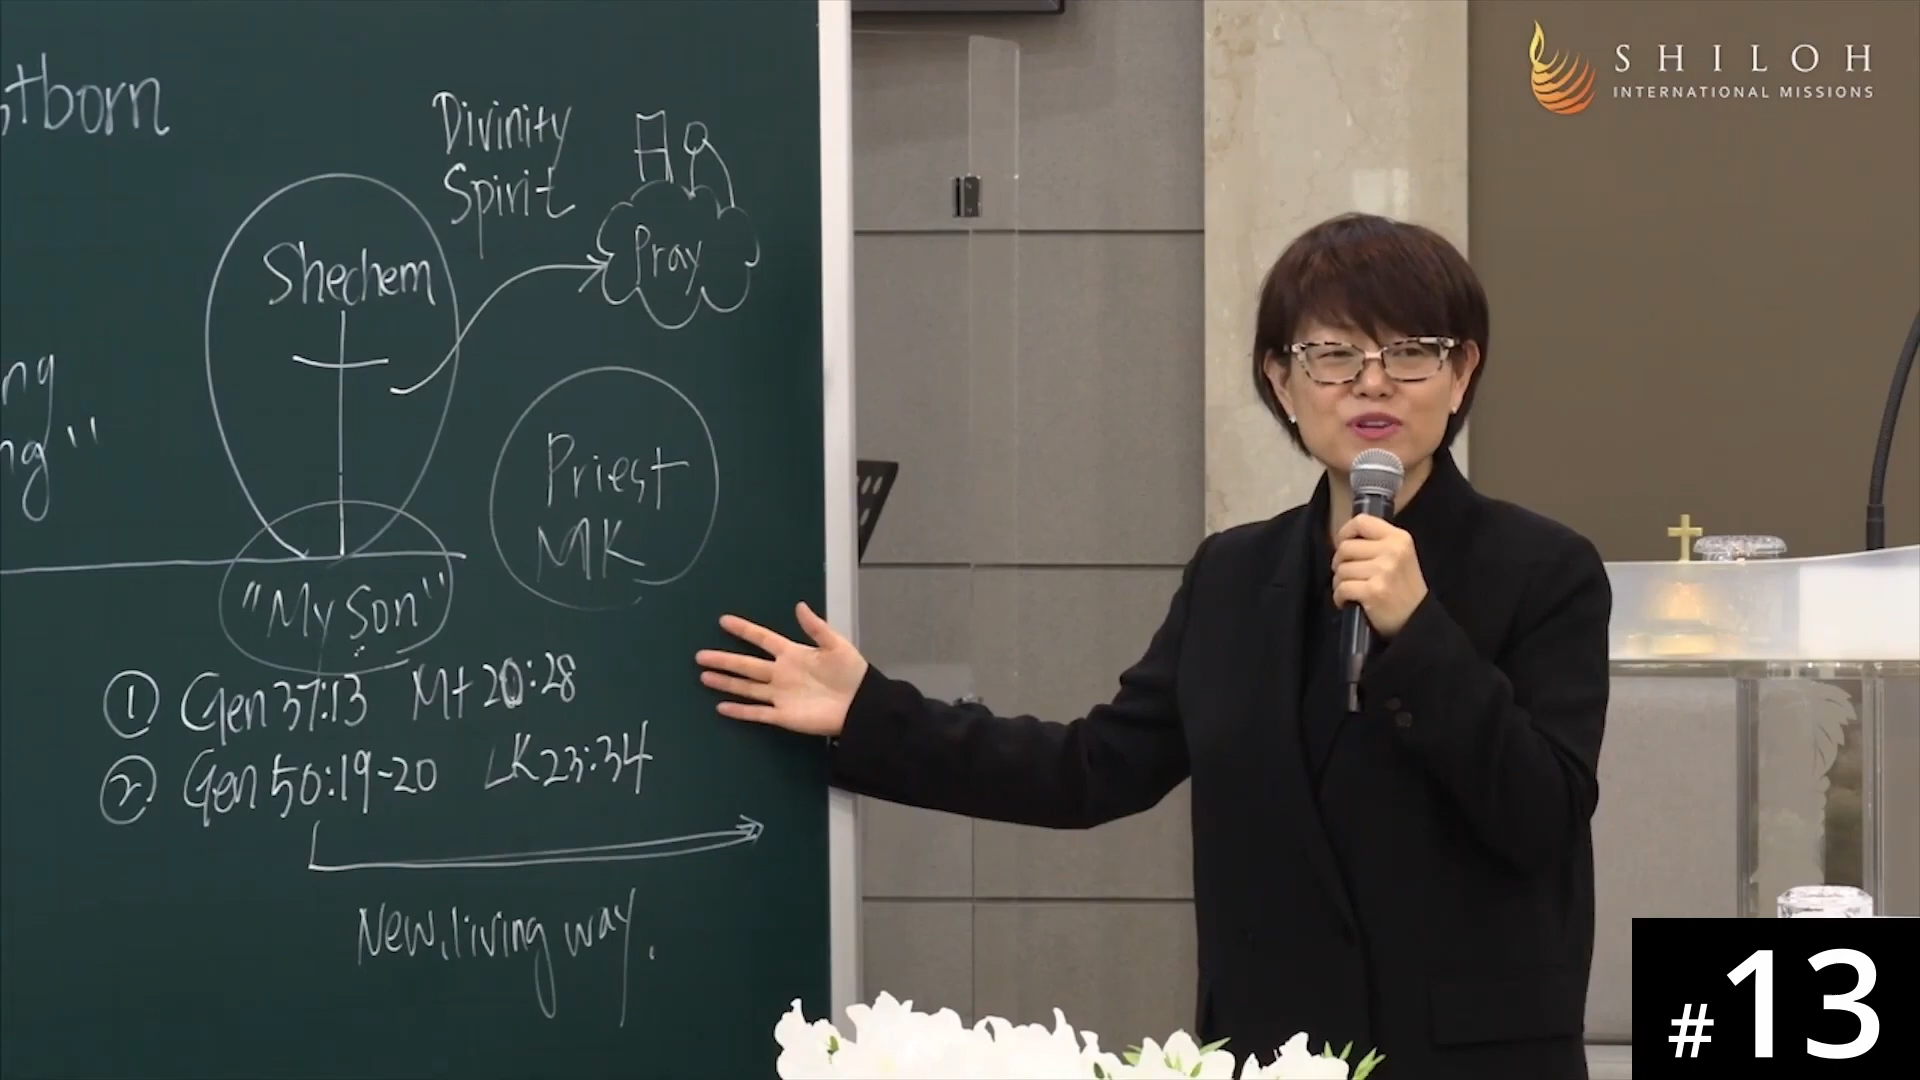 stborn
ng
ng"
Divinity
Spirit
Shechem
Pray
Priest
MK
"My Son"
① Gen 37:13 Mt 20:28
② Gen 50:19-20 LK 23:34
New, living way.
SHILOH
INTERNATIONAL MISSIONS
#13